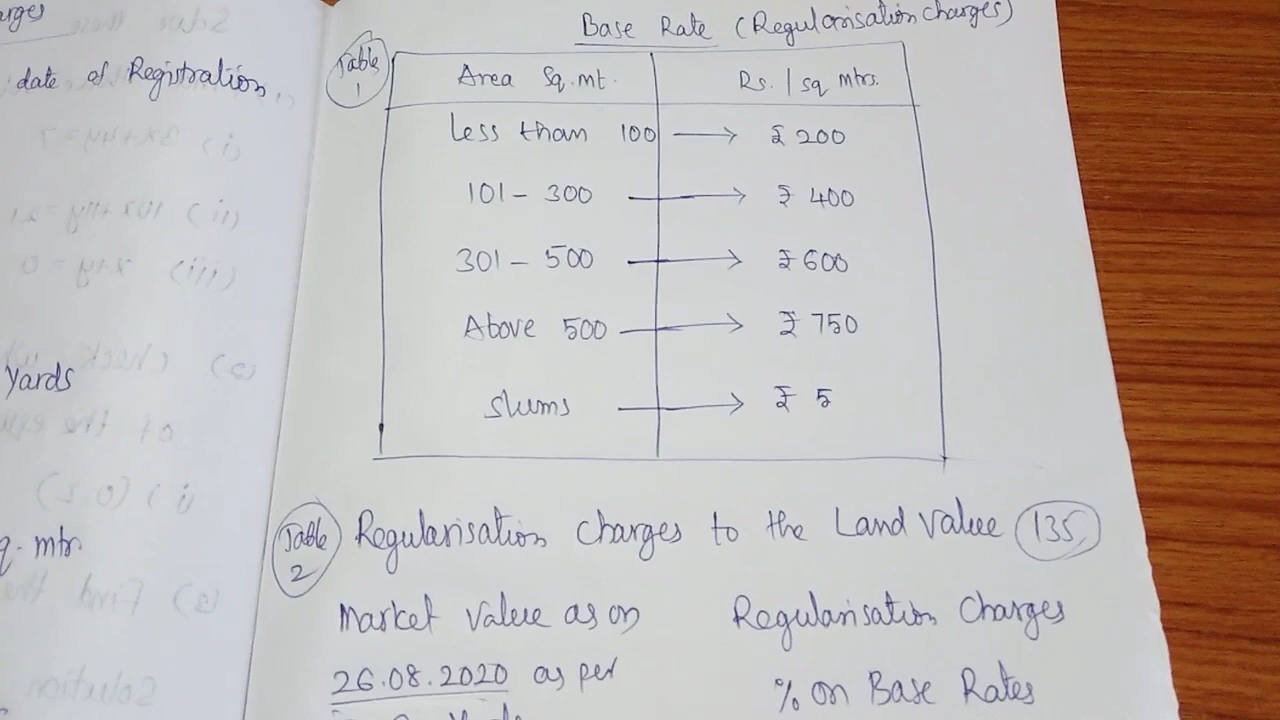 arges
date of Registration
yards
q. mtr
Base Rate (Regularisation charges)
Table 1
Area Sq.mt. Rs. / sq mtrs.
Less than 100 → ₹ 200
101 – 300 → ₹ 400
301 – 500 → ₹ 600
Above 500 → ₹ 750
Slums → ₹ 5
Table 2 Regularisation Charges to the Land Value 135
Market value as on Regularisation Charges
26.08.2020 as per % on Base Rates